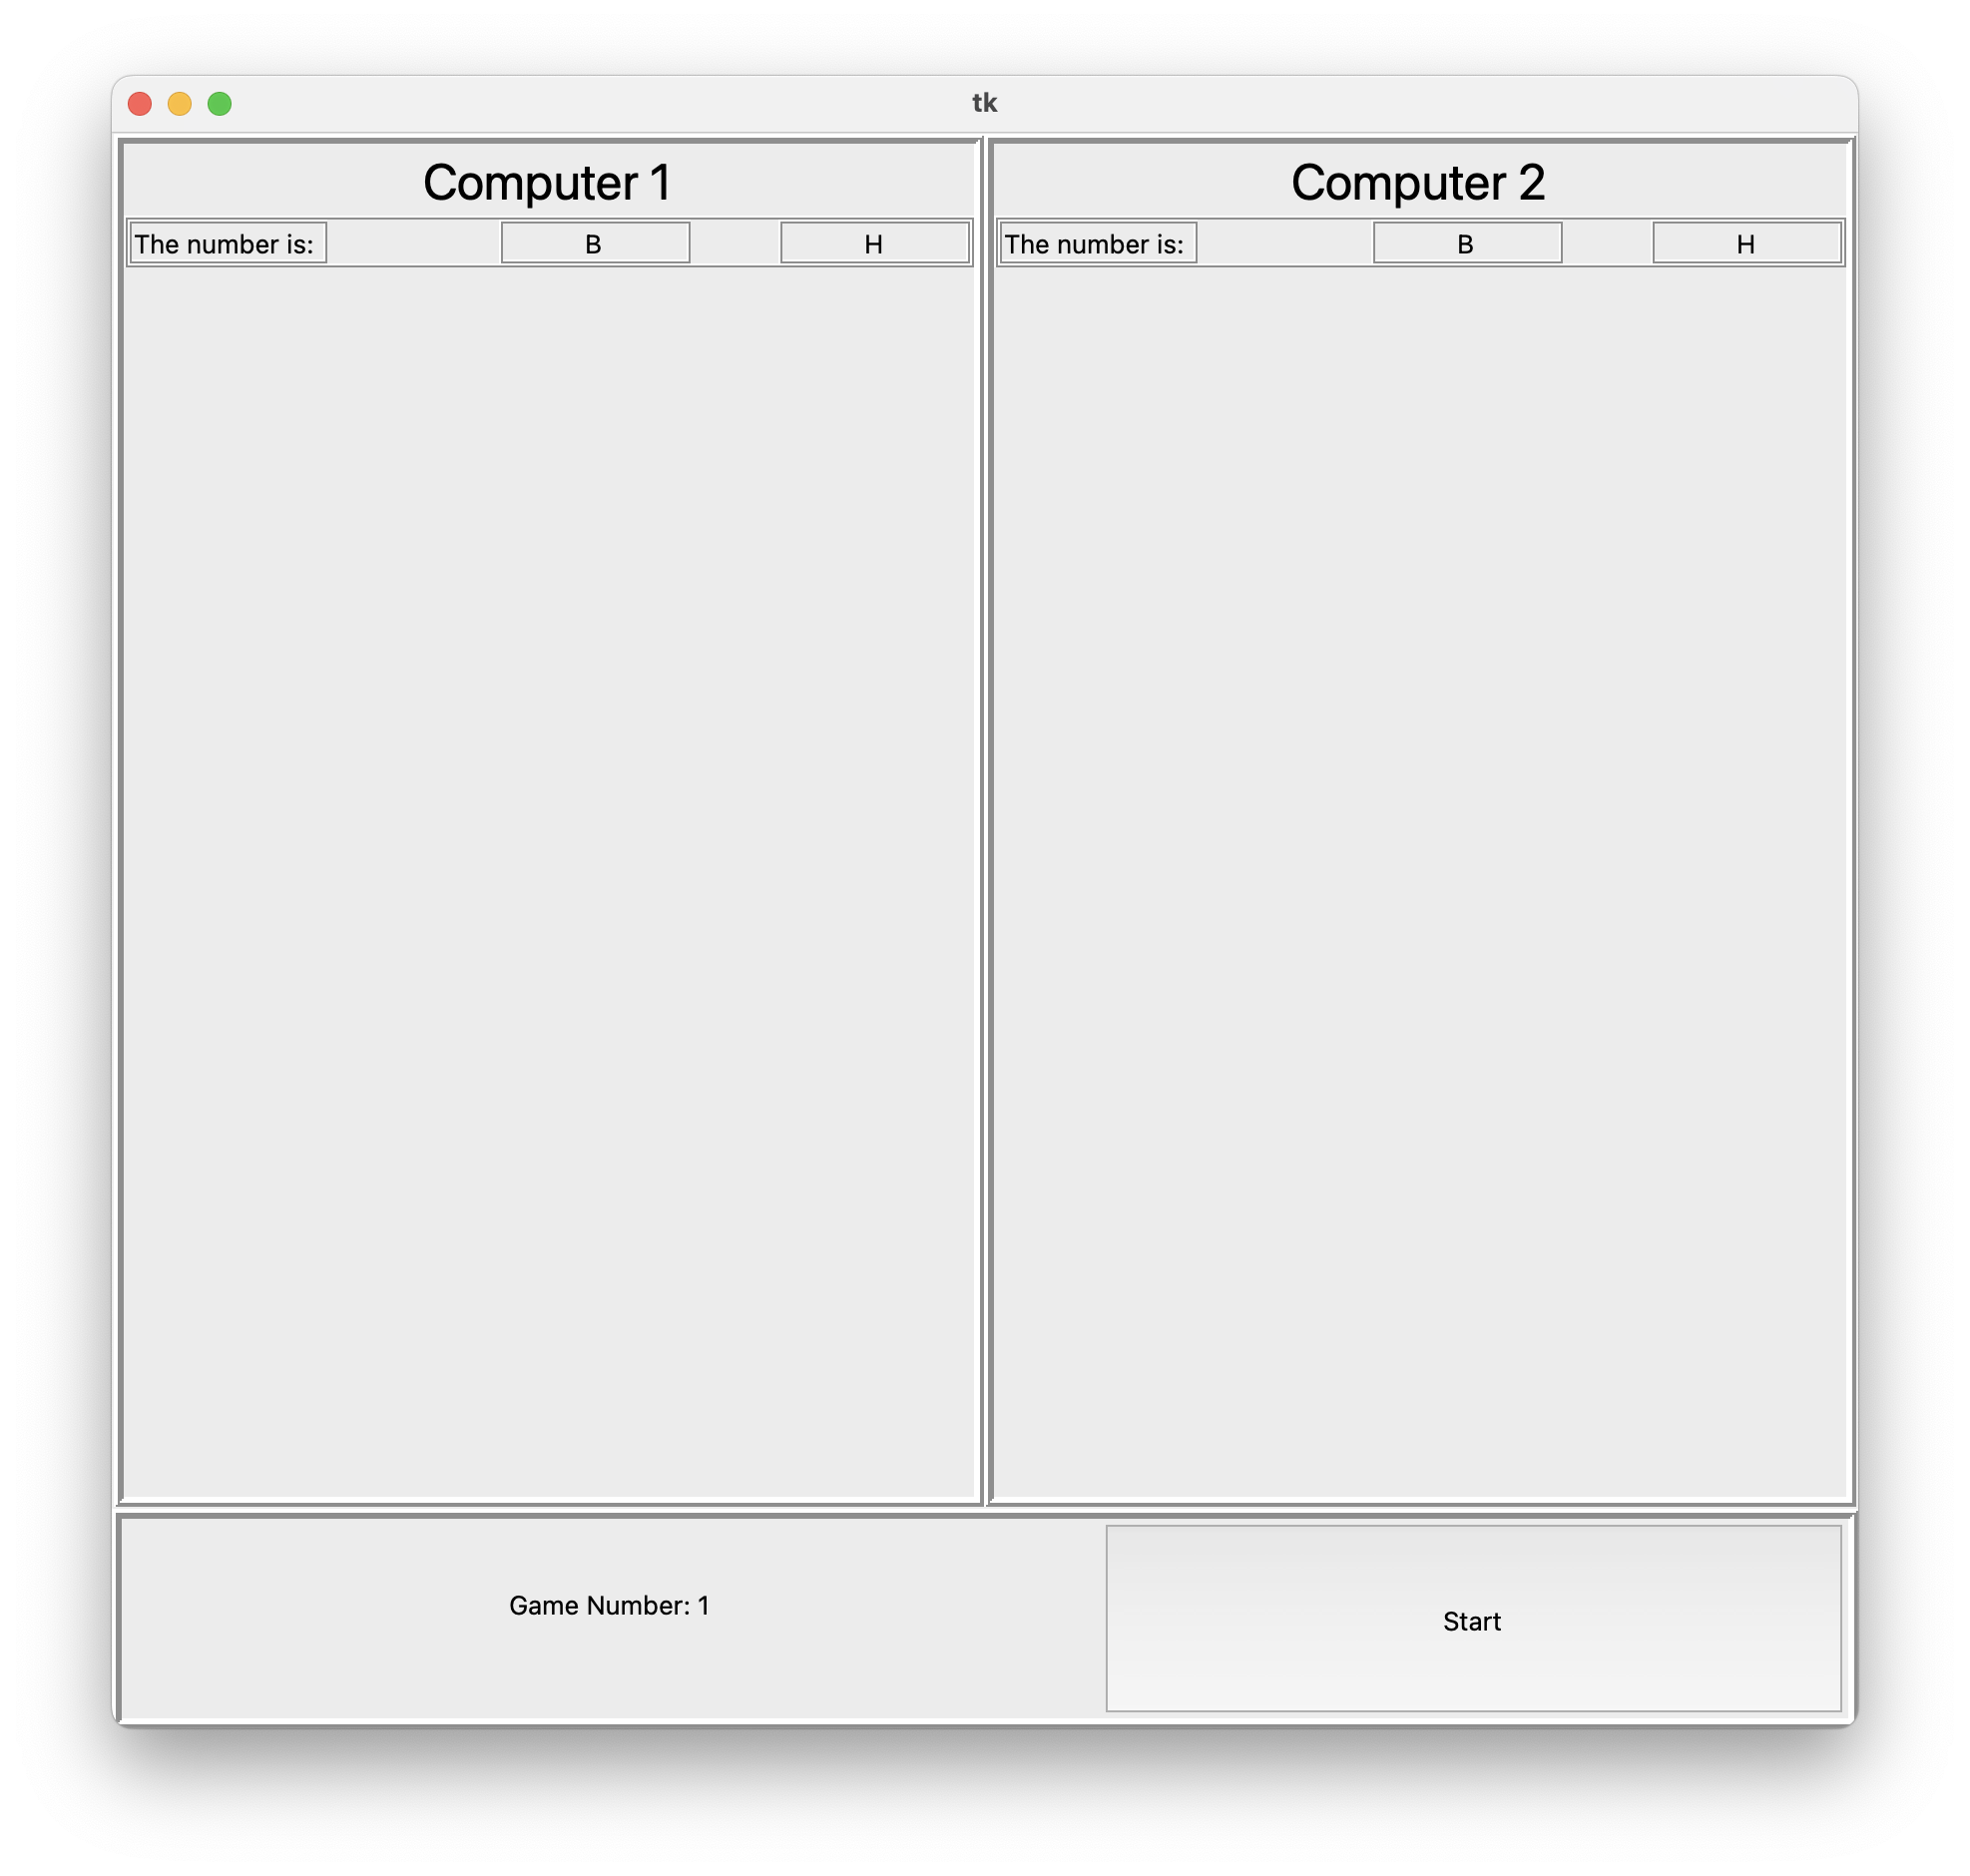 tk
Computer 1
The number is: B H
Computer 2
The number is: B H
Game Number: 1
Start